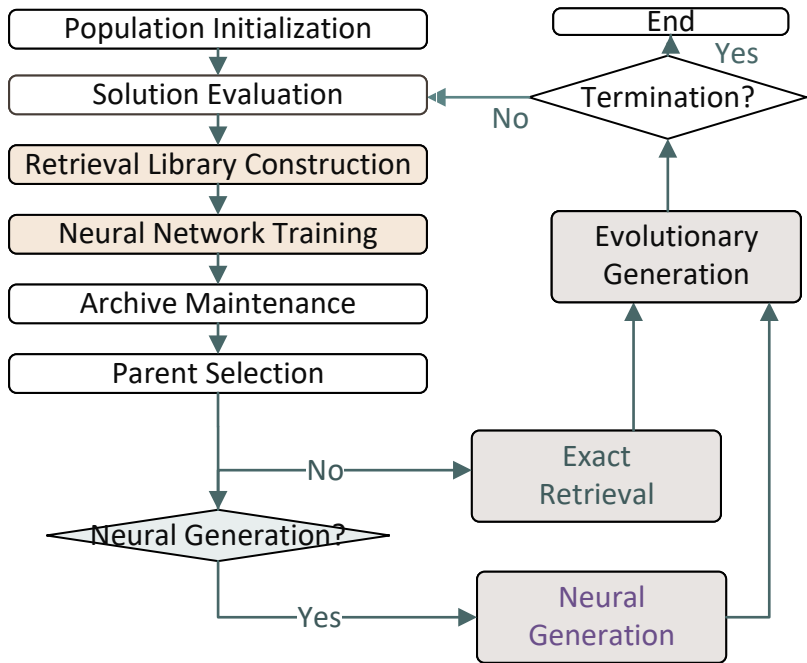 Population Initialization
Solution Evaluation
Retrieval Library Construction
Neural Network Training
Archive Maintenance
Parent Selection
Neural Generation?
No
Exact
Retrieval
Yes
Neural
Generation
Evolutionary
Generation
Termination?
No
Yes
End